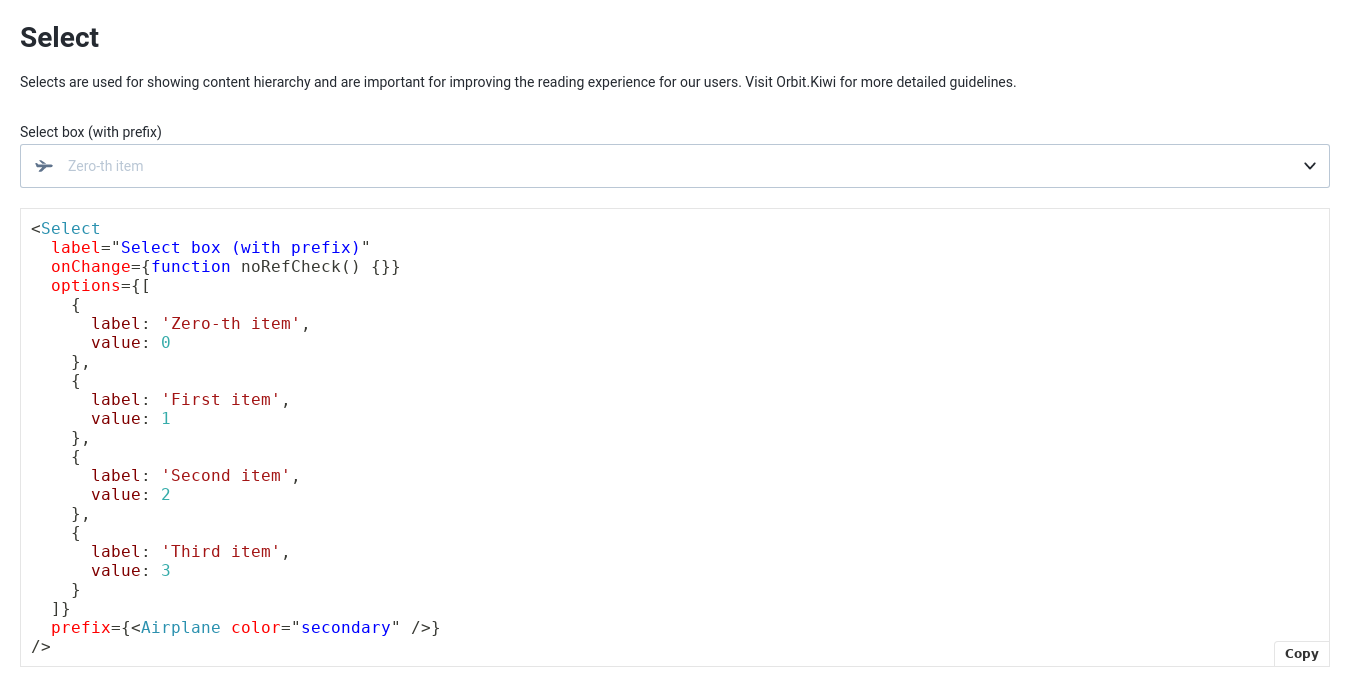 Select
Selects are used for showing content hierarchy and are important for improving the reading experience for our users. Visit Orbit.Kiwi for more detailed guidelines.
Select box (with prefix)
Zero-th item
<Select
  label="Select box (with prefix)"
  onChange={function noRefCheck() {}}
  options={[
    {
      label: 'Zero-th item',
      value: 0
    },
    {
      label: 'First item',
      value: 1
    },
    {
      label: 'Second item',
      value: 2
    },
    {
      label: 'Third item',
      value: 3
    }
  ]}
  prefix={<Airplane color="secondary" />}
/>
Copy